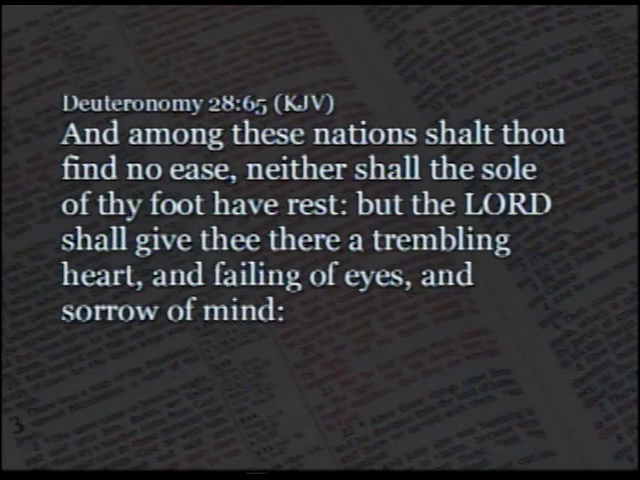 Deuteronomy 28:65 (KJV)
And among these nations shalt thou
find no ease, neither shall the sole
of thy foot have rest: but the LORD
shall give thee there a trembling
heart, and failing of eyes, and
sorrow of mind:
3